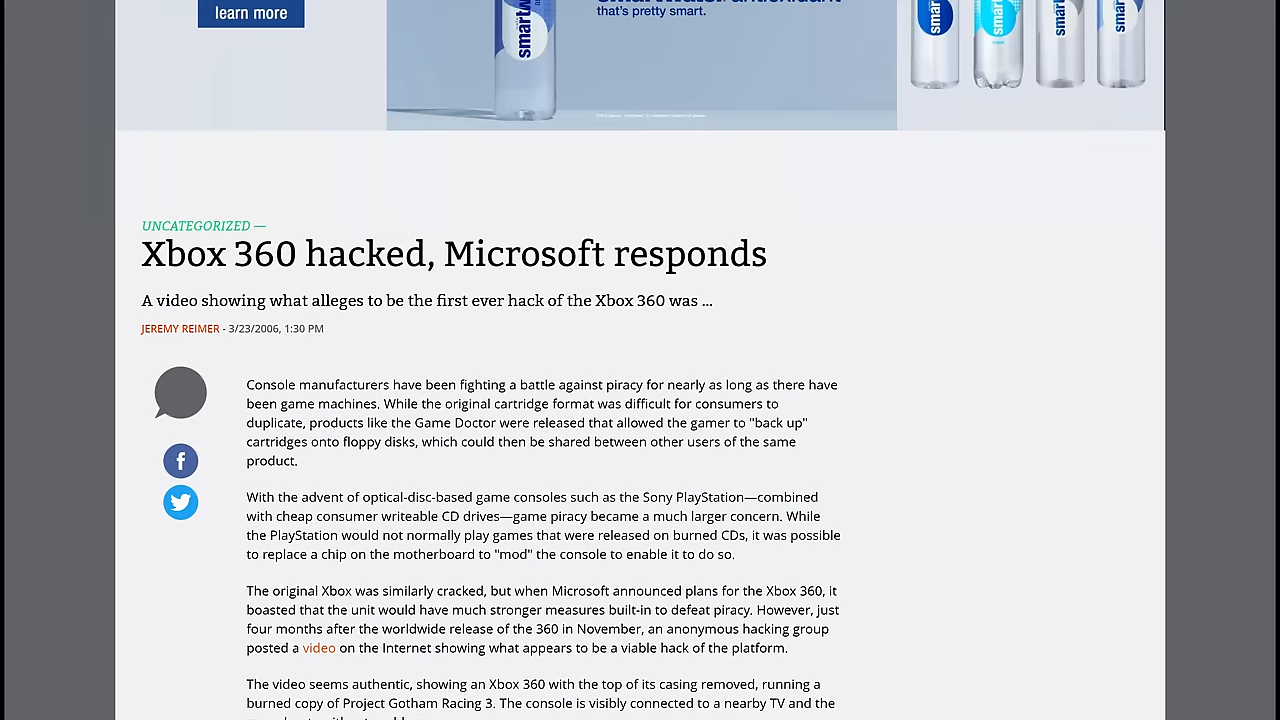 learn more
that's pretty smart.
smart
smart
smart
smart
smart
UNCATEGORIZED —
Xbox 360 hacked, Microsoft responds
A video showing what alleges to be the first ever hack of the Xbox 360 was ...
JEREMY REIMER - 3/23/2006, 1:30 PM
Console manufacturers have been fighting a battle against piracy for nearly as long as there have
been game machines. While the original cartridge format was difficult for consumers to
duplicate, products like the Game Doctor were released that allowed the gamer to "back up"
cartridges onto floppy disks, which could then be shared between other users of the same
product.
With the advent of optical-disc-based game consoles such as the Sony PlayStation—combined
with cheap consumer writeable CD drives—game piracy became a much larger concern. While
the PlayStation would not normally play games that were released on burned CDs, it was possible
to replace a chip on the motherboard to "mod" the console to enable it to do so.
The original Xbox was similarly cracked, but when Microsoft announced plans for the Xbox 360, it
boasted that the unit would have much stronger measures built-in to defeat piracy. However, just
four months after the worldwide release of the 360 in November, an anonymous hacking group
posted a video on the Internet showing what appears to be a viable hack of the platform.
The video seems authentic, showing an Xbox 360 with the top of its casing removed, running a
burned copy of Project Gotham Racing 3. The console is visibly connected to a nearby TV and the